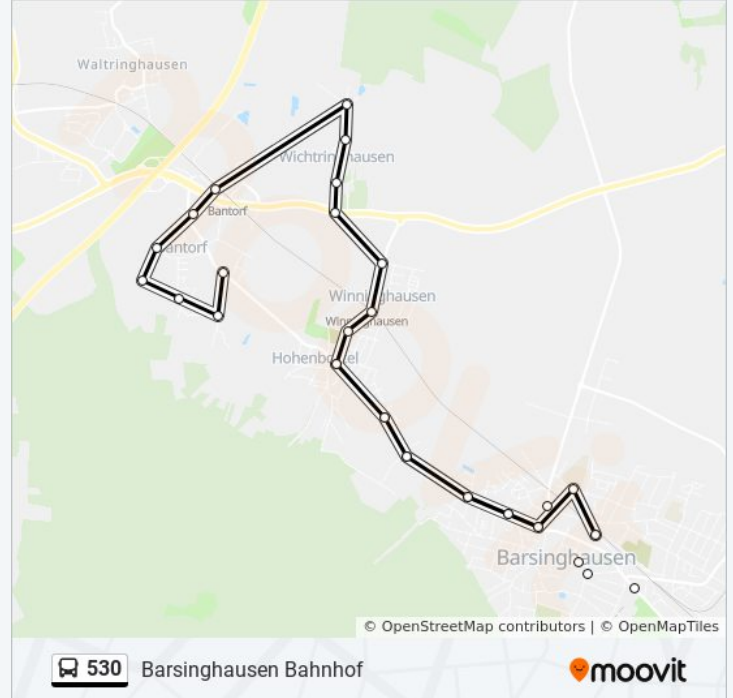 Waltringhausen
Wichtringhausen
Bantorf
Bantorf
Winninghausen
Winninghausen
Hohenbostel
Barsinghausen
© OpenStreetMap contributors | © OpenMapTiles
530 Barsinghausen Bahnhof
moovit